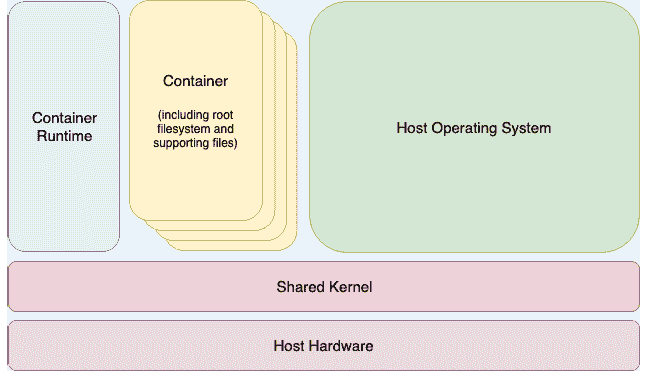 Container
Runtime
Container
(including root
filesystem and
supporting files)
Host Operating System
Shared Kernel
Host Hardware